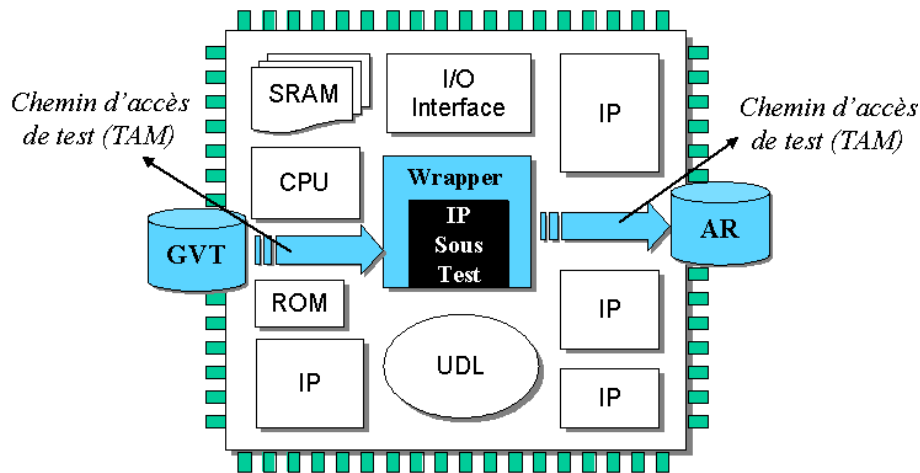 SRAM
I/O
Interface
IP
Chemin d'accès
de test (TAM)
Chemin d'accès
de test (TAM)
CPU
Wrapper
IP
Sous
Test
GVT
AR
ROM
IP
UDL
IP
IP